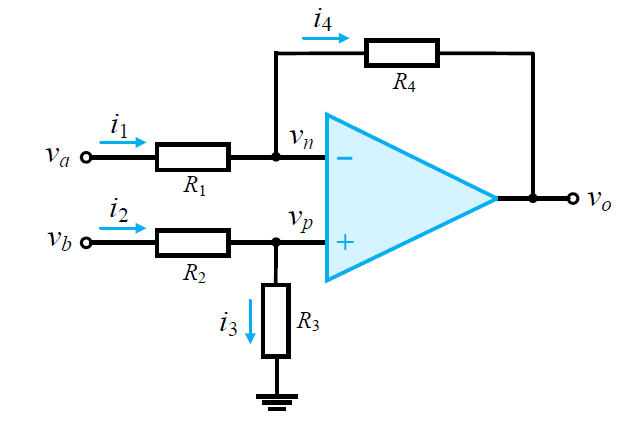 i4
R4
i1
va
R1
vn
−
vo
i2
vb
R2
vp
+
i3
R3